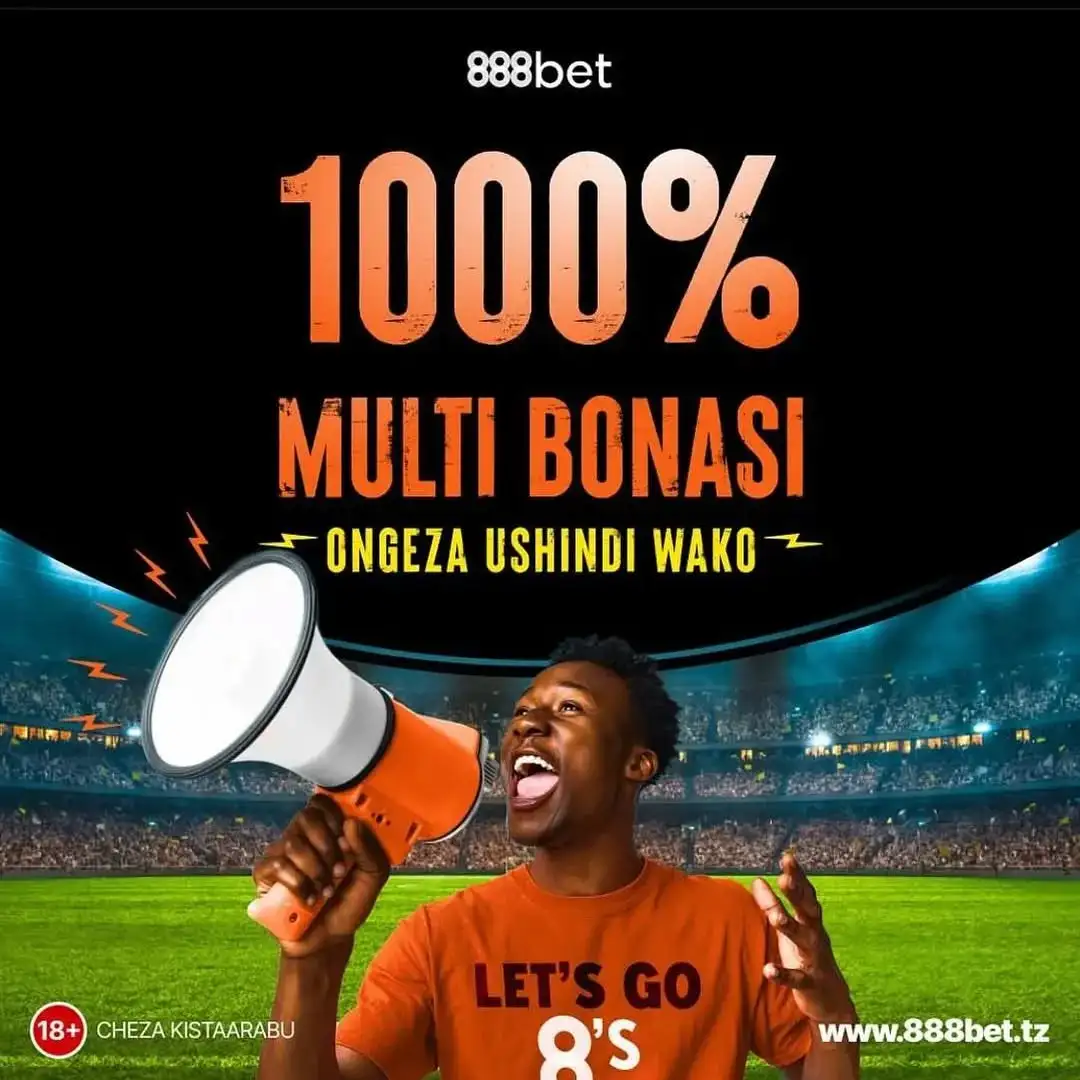 888bet
1000%
MULTI BONASI
ONGEZA USHINDI WAKO
LET'S GO
8'S
18+ CHEZA KISTAARABU
www.888bet.tz